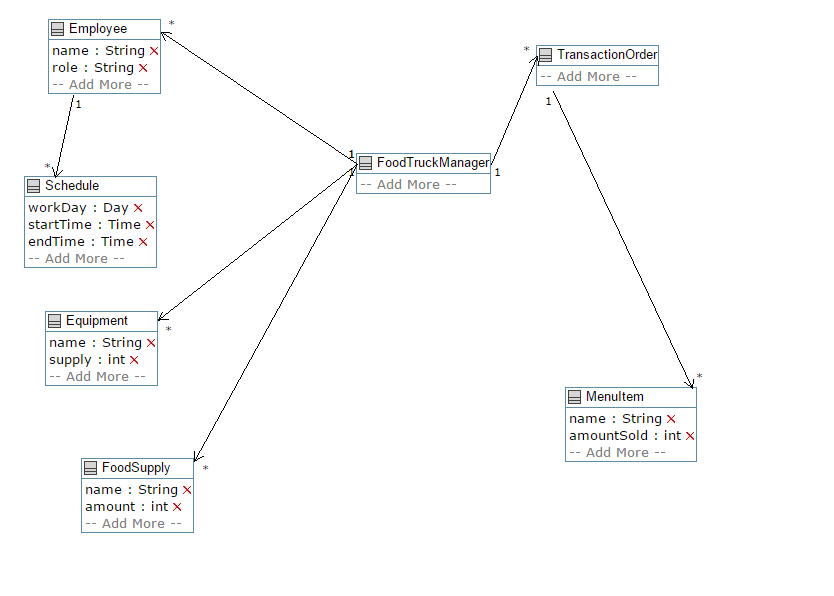 Employee
name : String
role : String
-- Add More --
*
1
*
Schedule
workDay : Day
startTime : Time
endTime : Time
-- Add More --
1
1
FoodTruckManager
-- Add More --
1
*
TransactionOrder
-- Add More --
1
Equipment
name : String
supply : int
-- Add More --
*
FoodSupply
name : String
amount : int
-- Add More --
*
*
MenuItem
name : String
amountSold : int
-- Add More --